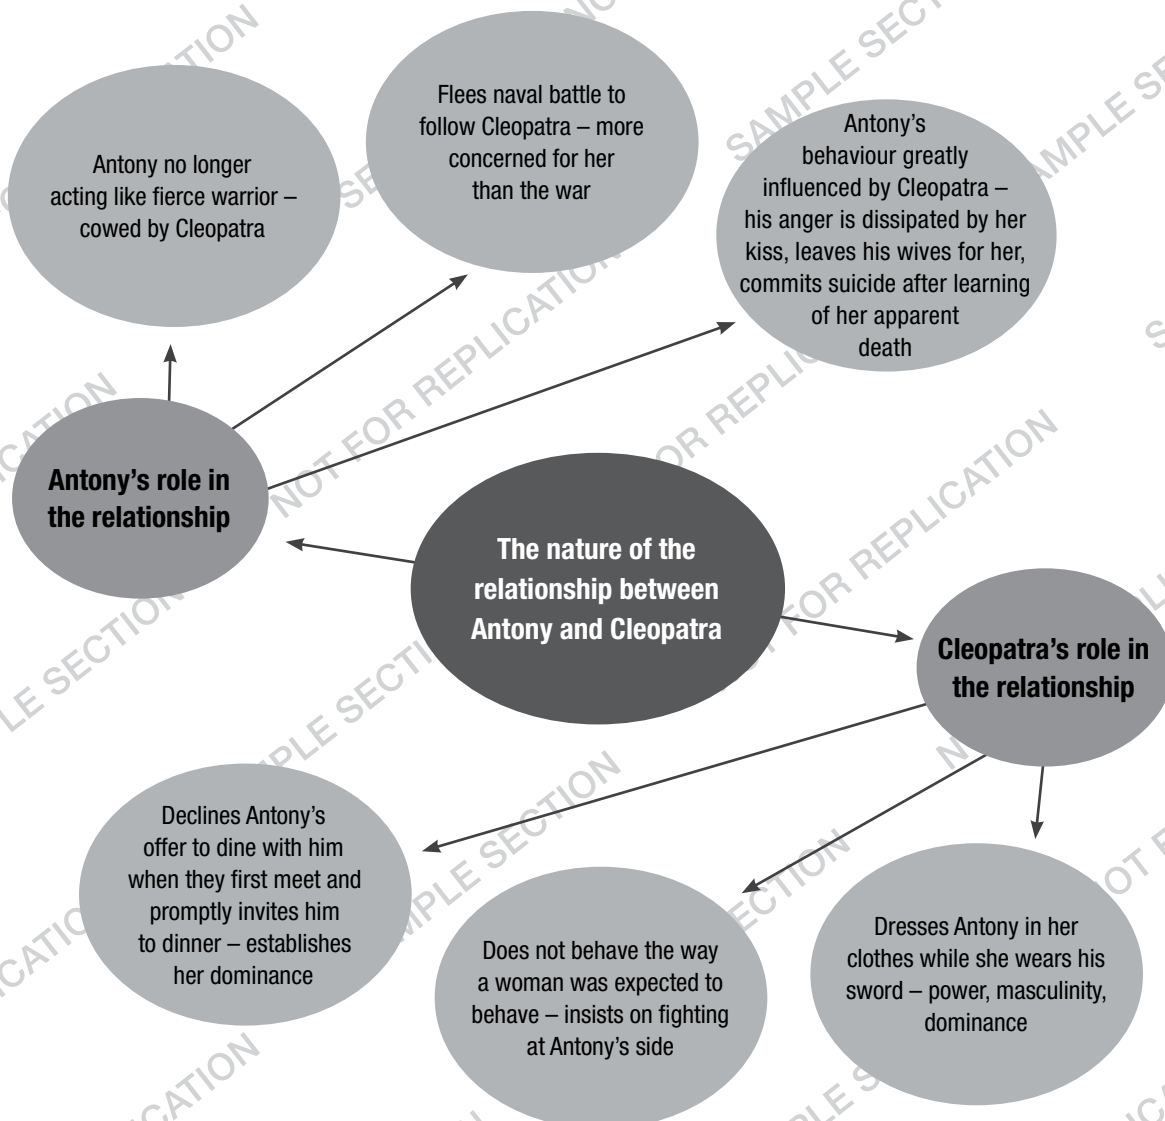 Antony no longer
acting like fierce warrior –
cowed by Cleopatra
Flees naval battle to
follow Cleopatra – more
concerned for her
than the war
Antony's
behaviour greatly
influenced by Cleopatra –
his anger is dissipated by her
kiss, leaves his wives for her,
commits suicide after learning
of her apparent
death
Antony's role in
the relationship
The nature of the
relationship between
Antony and Cleopatra
Cleopatra's role in
the relationship
Declines Antony's
offer to dine with him
when they first meet and
promptly invites him
to dinner – establishes
her dominance
Does not behave the way
a woman was expected to
behave – insists on fighting
at Antony's side
Dresses Antony in her
clothes while she wears his
sword – power, masculinity,
dominance
SAMPLE SECTION
NOT FOR REPLICATION